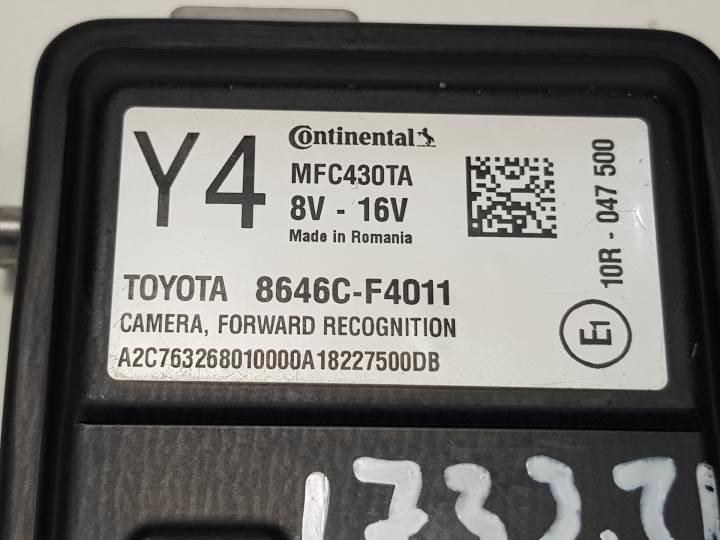 Y4
Continental
MFC430TA
8V - 16V
Made in Romania
10R - 047 500
E1
TOYOTA 8646C-F4011
CAMERA, FORWARD RECOGNITION
A2C763268010000A18227500DB